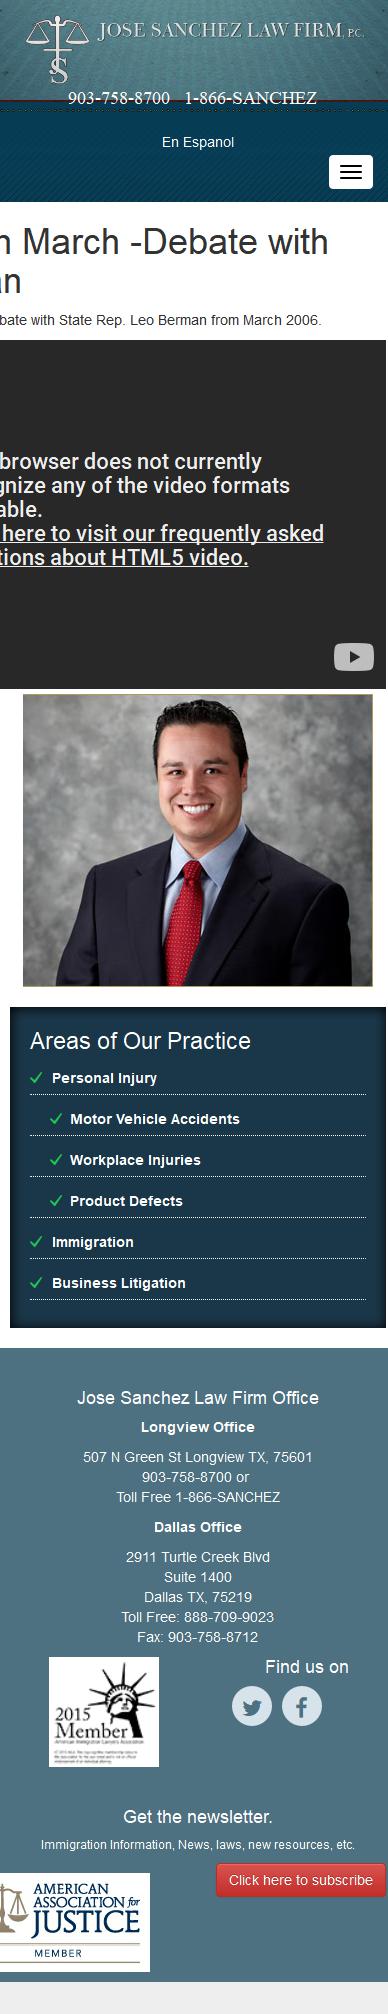 JOSE SANCHEZ LAW FIRM, P.C.
903-758-8700 1-866-SANCHEZ
En Espanol
n March -Debate with
an
bate with State Rep. Leo Berman from March 2006.
browser does not currently
gnize any of the video formats
able.
here to visit our frequently asked
tions about HTML5 video.
Areas of Our Practice
Personal Injury
Motor Vehicle Accidents
Workplace Injuries
Product Defects
Immigration
Business Litigation
Jose Sanchez Law Firm Office
Longview Office
507 N Green St Longview TX, 75601
903-758-8700 or
Toll Free 1-866-SANCHEZ
Dallas Office
2911 Turtle Creek Blvd
Suite 1400
Dallas TX, 75219
Toll Free: 888-709-9023
Fax: 903-758-8712
2015
Member
American Immigration Lawyers Association
Find us on
Get the newsletter.
Immigration Information, News, laws, new resources, etc.
Click here to subscribe
AMERICAN
ASSOCIATION for
JUSTICE
MEMBER